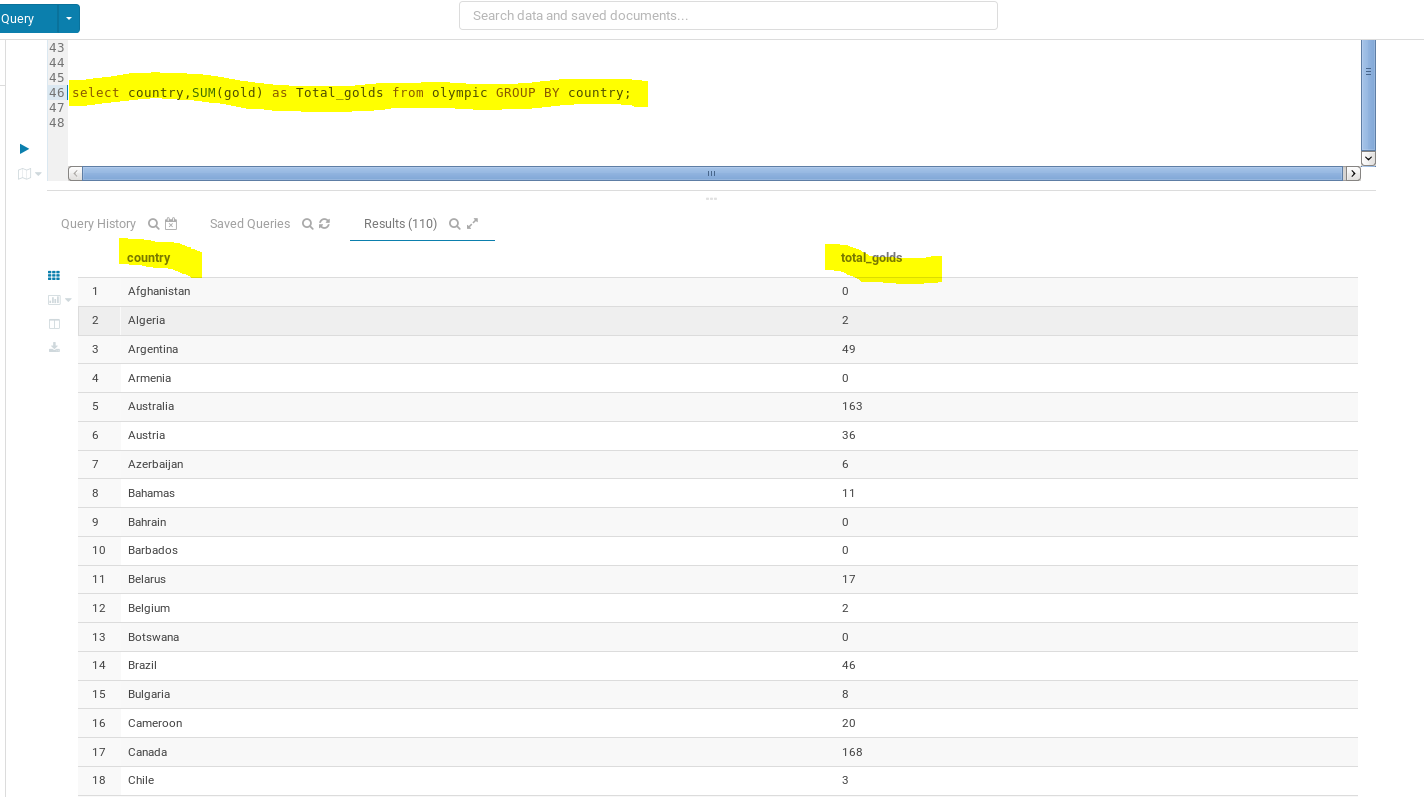 Query
Search data and saved documents...
43
44
45
46 select country,SUM(gold) as Total_golds from olympic GROUP BY country;
47
48
Query History Saved Queries Results (110)
country total_golds
1 Afghanistan 0
2 Algeria 2
3 Argentina 49
4 Armenia 0
5 Australia 163
6 Austria 36
7 Azerbaijan 6
8 Bahamas 11
9 Bahrain 0
10 Barbados 0
11 Belarus 17
12 Belgium 2
13 Botswana 0
14 Brazil 46
15 Bulgaria 8
16 Cameroon 20
17 Canada 168
18 Chile 3